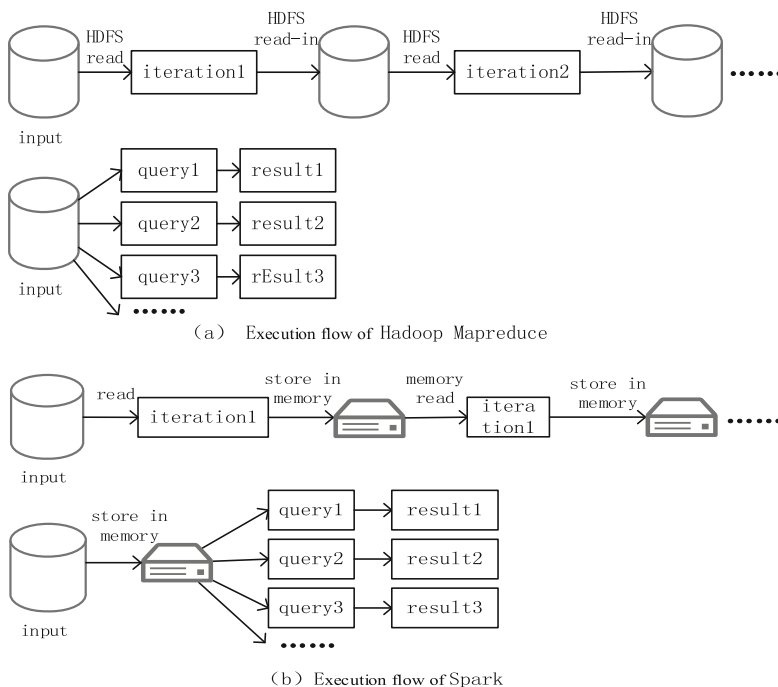 HDFS
read
iteration1
HDFS
read-in
HDFS
read
iteration2
HDFS
read-in
••••••
input
query1
result1
query2
result2
query3
rEsult3
input
••••••
(a) Execution flow of Hadoop Mapreduce
read
iteration1
store in
memory
memory
read
itera
tion1
store in
memory
••••••
input
store in
memory
query1
result1
query2
result2
query3
result3
input
••••••
(b) Execution flow of Spark